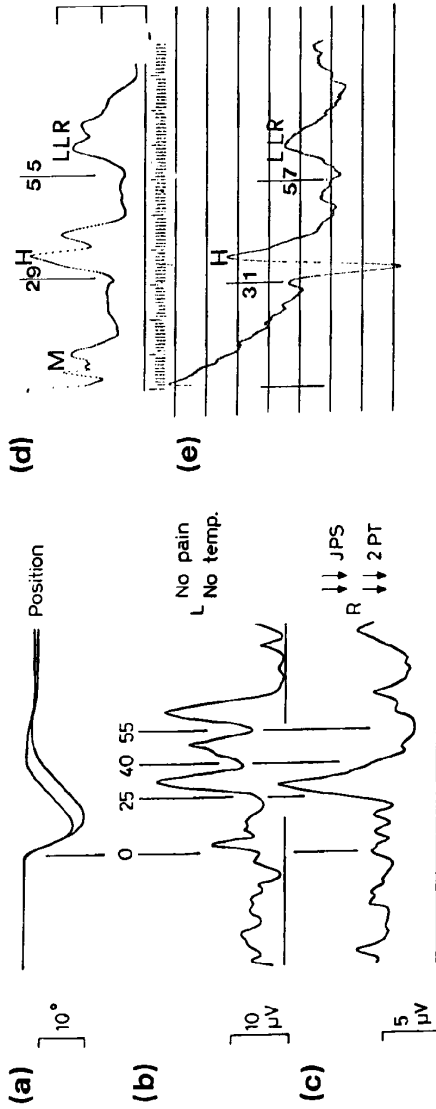 (a)
10°
Position
(b)
10
µV
0
25
40
55
L No pain
No temp.
(c)
5
µV
R
↓↓ JPS
↓↓ 2 PT
(d)
M
29
H
55
LLR
(e)
31
H
57
LLR